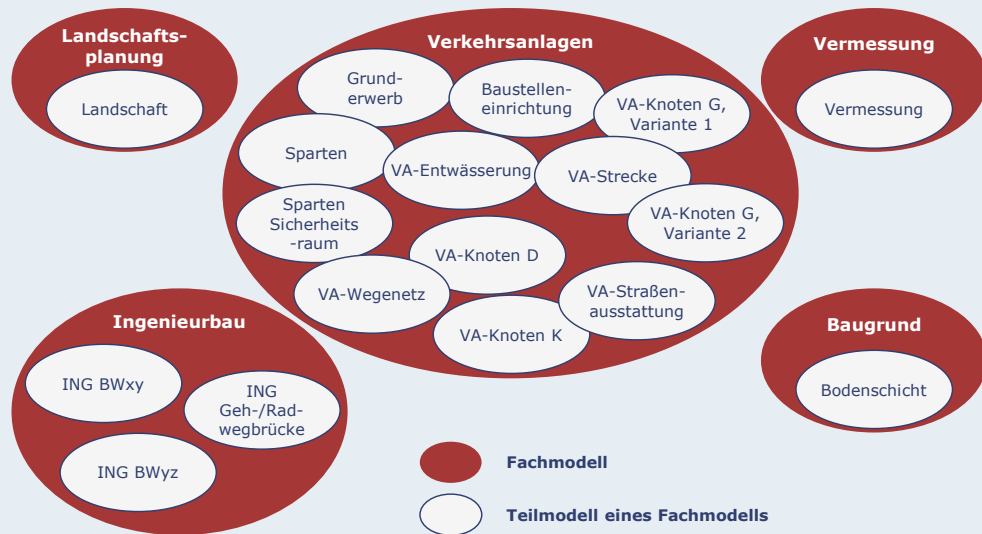 Landschafts-
planung
Landschaft
Verkehrsanlagen
Grund-
erwerb
Baustellen-
einrichtung
VA-Knoten G,
Variante 1
Sparten
VA-Entwässerung
VA-Strecke
Sparten
Sicherheits
-raum
VA-Knoten G,
Variante 2
VA-Knoten D
VA-Wegenetz
VA-Straßen-
ausstattung
VA-Knoten K
Vermessung
Vermessung
Ingenieurbau
ING BWxy
ING
Geh-/Rad-
wegbrücke
ING BWyz
Baugrund
Bodenschicht
Fachmodell
Teilmodell eines Fachmodells